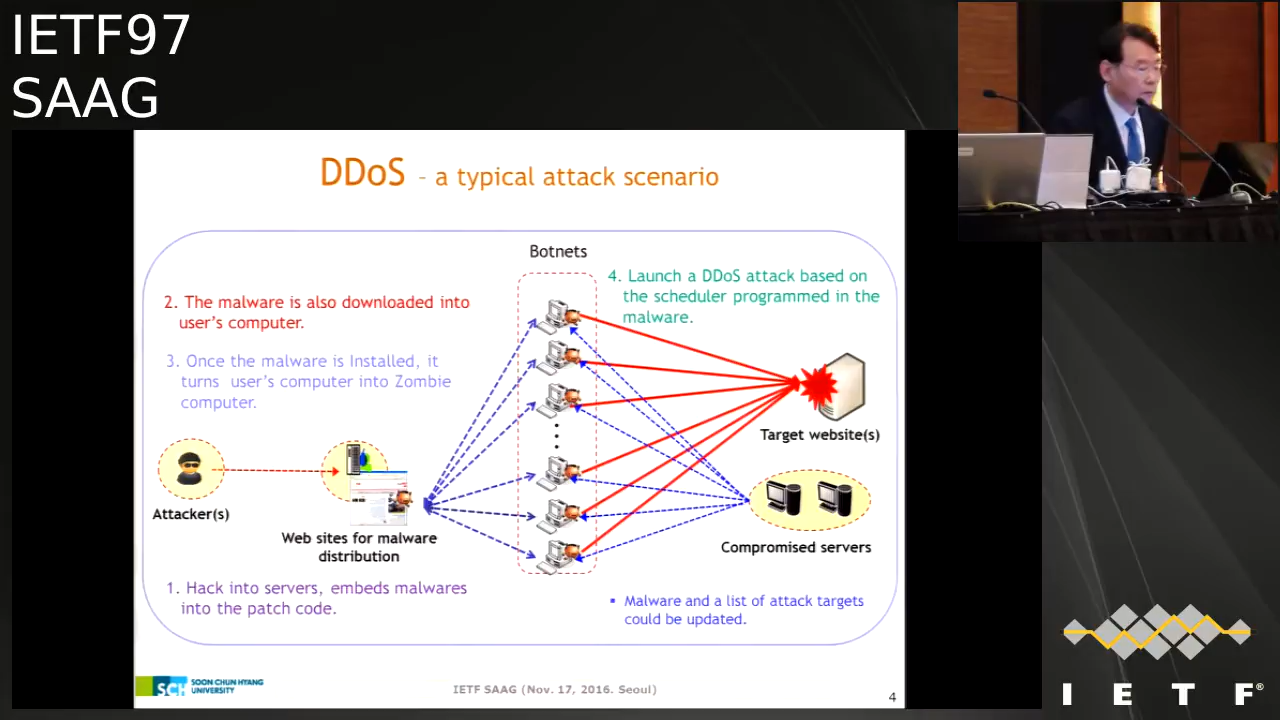 IETF97
SAAG
DDoS - a typical attack scenario
Botnets
2. The malware is also downloaded into
user's computer.
3. Once the malware is Installed, it
turns user's computer into Zombie
computer.
4. Launch a DDoS attack based on
the scheduler programmed in the
malware.
Target website(s)
Attacker(s)
Web sites for malware
distribution
Compromised servers
1. Hack into servers, embeds malwares
into the patch code.
▪ Malware and a list of attack targets
could be updated.
SCH SOON CHUN HYANG
UNIVERSITY
IETF SAAG (Nov. 17, 2016. Seoul)
4
I E T F®